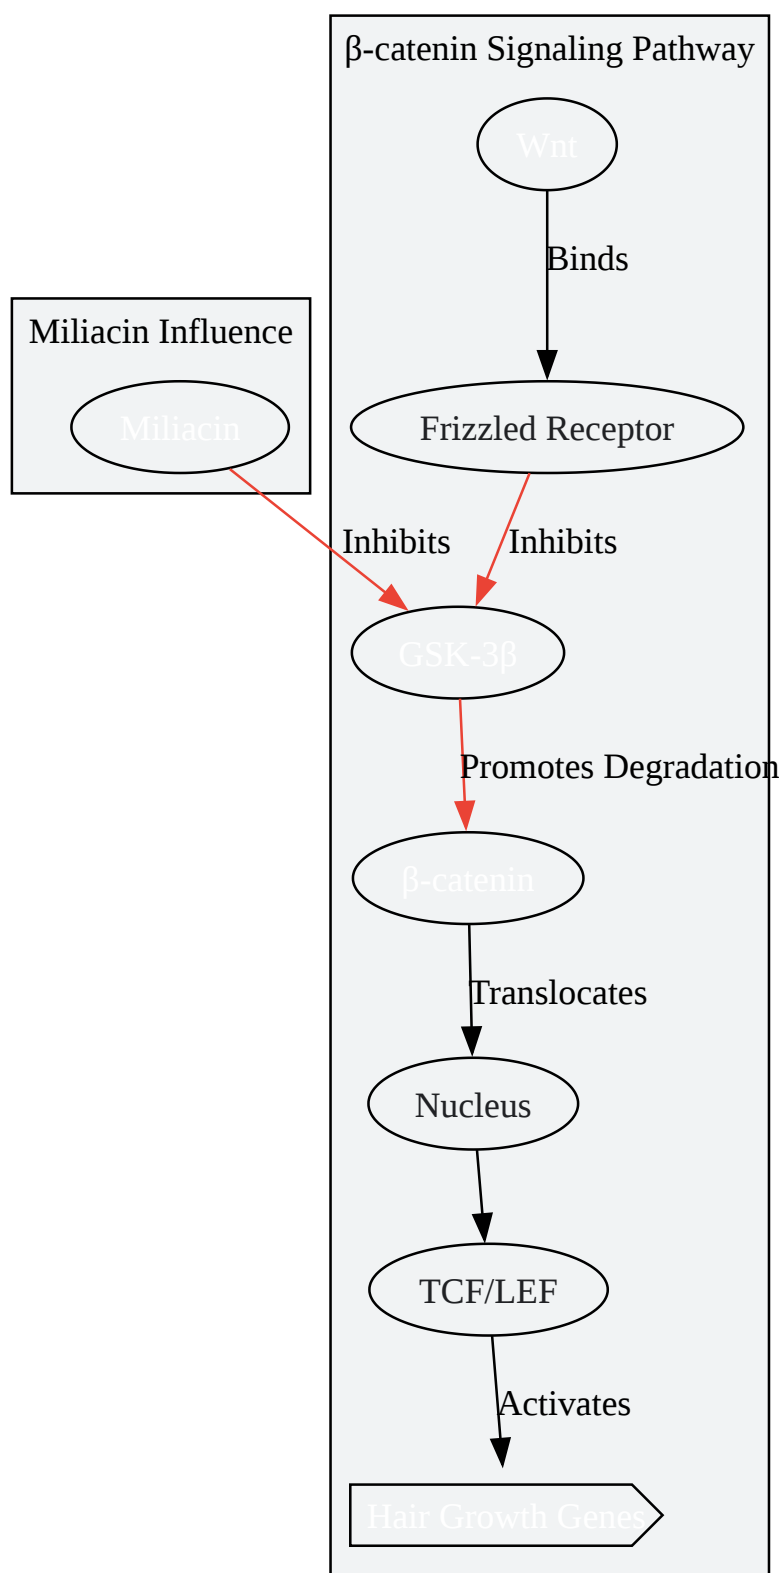 β-catenin Signaling Pathway
Wnt
Binds
Miliacin Influence
Miliacin
Frizzled Receptor
Inhibits
Inhibits
GSK-3β
Promotes Degradation
β-catenin
Translocates
Nucleus
TCF/LEF
Activates
Hair Growth Genes